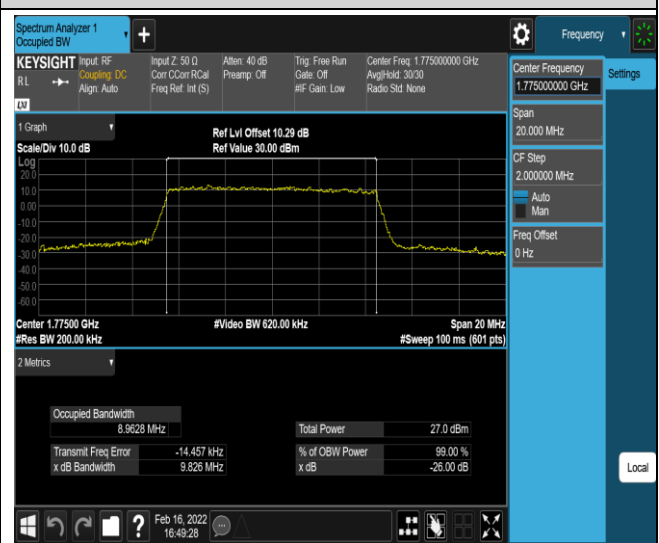 Spectrum Analyzer 1
Occupied BW
Frequency
KEYSIGHT
RL
Input: RF
Coupling: DC
Align: Auto
Input Z: 50 Ω
Corr CCorr RCal
Freq Ref: Int (S)
Atten: 40 dB
Preamp: Off
Trig: Free Run
Gate: Off
#IF Gain: Low
Center Freq: 1.775000000 GHz
Avg|Hold: 30/30
Radio Std: None
LXI
Center Frequency
1.775000000 GHz
Settings
Span
20.000 MHz
CF Step
2.000000 MHz
Auto
Man
Freq Offset
0 Hz
1 Graph
Scale/Div 10.0 dB
Ref Lvl Offset 10.29 dB
Ref Value 30.00 dBm
Log
20.0
10.0
0.00
-10.0
-20.0
-30.0
-40.0
-50.0
-60.0
Center 1.77500 GHz
#Video BW 620.00 kHz
Span 20 MHz
#Res BW 200.00 kHz
#Sweep 100 ms (601 pts)
2 Metrics
Occupied Bandwidth
8.9628 MHz
Total Power 27.0 dBm
Transmit Freq Error -14.457 kHz
% of OBW Power 99.00 %
x dB Bandwidth 9.826 MHz
x dB -26.00 dB
Local
?
Feb 16, 2022
16:49:28